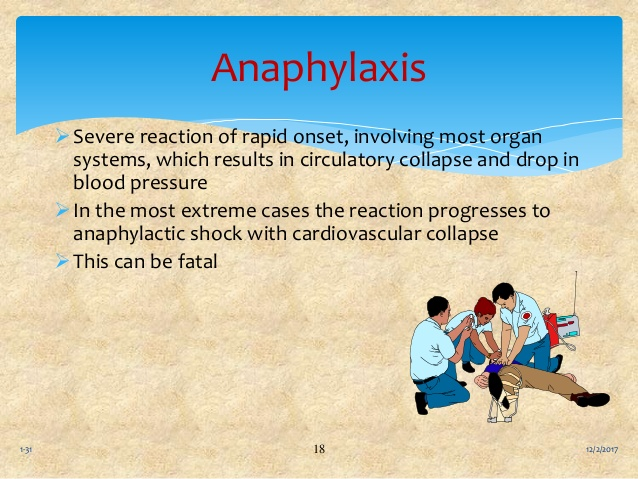 Anaphylaxis
➢Severe reaction of rapid onset, involving most organ
systems, which results in circulatory collapse and drop in
blood pressure
➢In the most extreme cases the reaction progresses to
anaphylactic shock with cardiovascular collapse
➢This can be fatal
1-31
18
12/2/2017